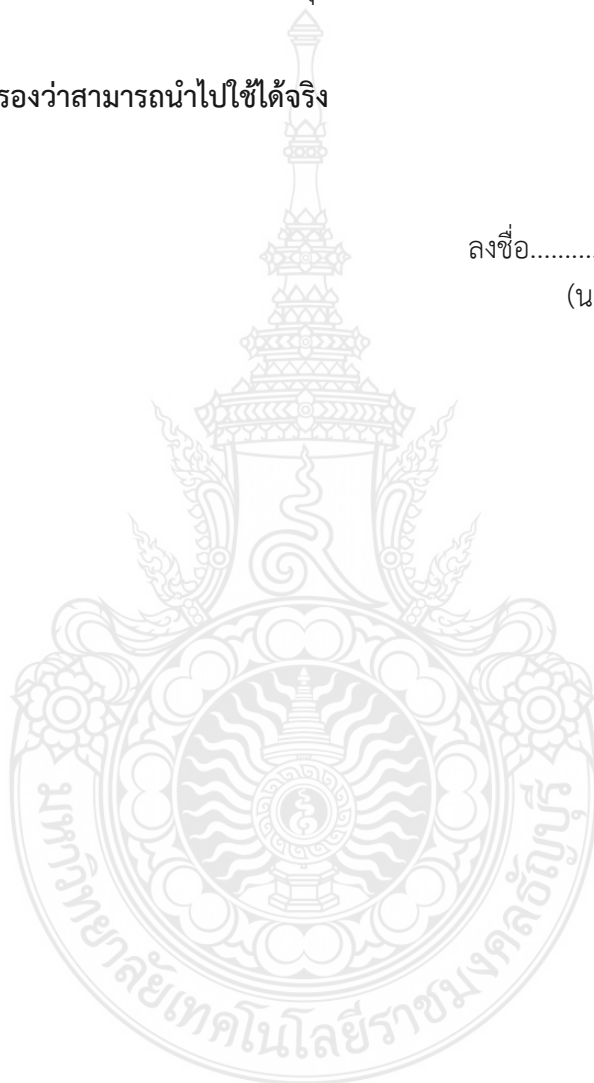 รองว่าสามารถนำไปใช้ได้จริง
ลงชื่อ...........
(น
มหาวิทยาลัยเทคโนโลยีราชมงคลธัญบุรี